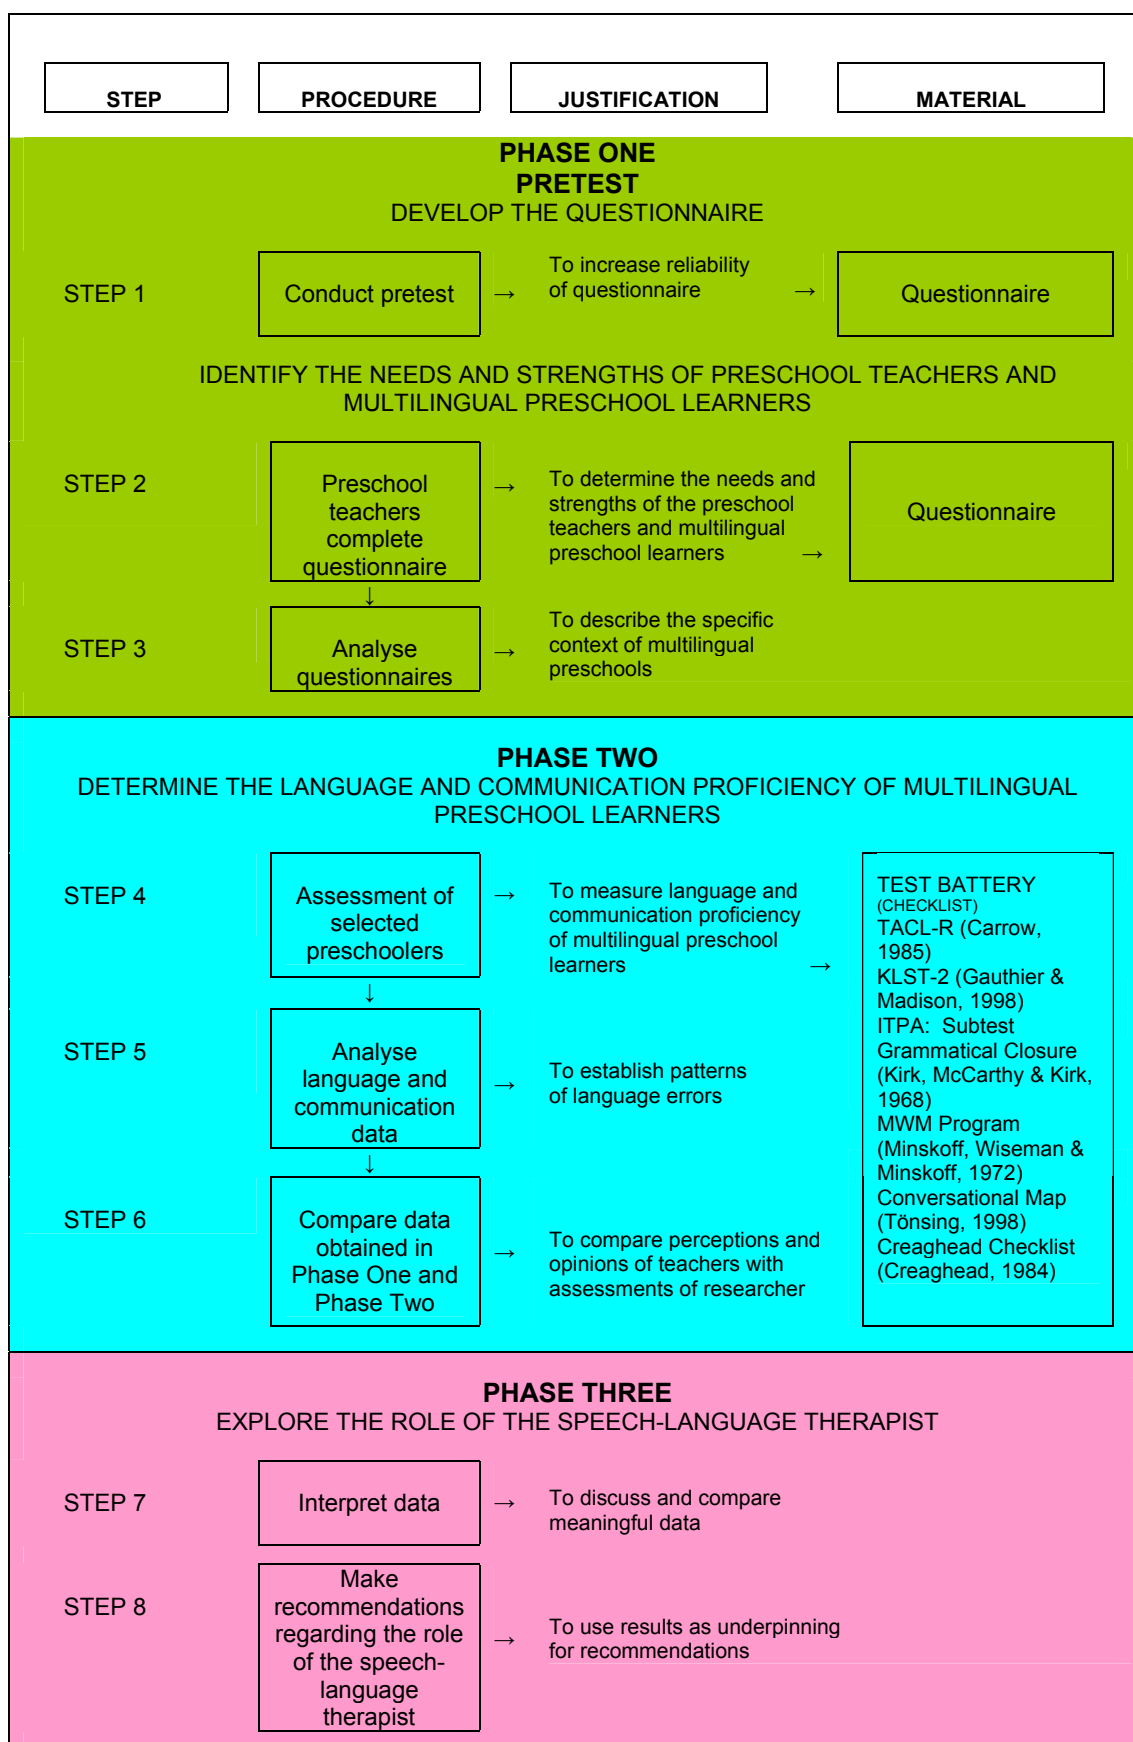 STEP PROCEDURE JUSTIFICATION MATERIAL
PHASE ONE
PRETEST
DEVELOP THE QUESTIONNAIRE
STEP 1
Conduct pretest
→
To increase reliability
of questionnaire
→
Questionnaire
IDENTIFY THE NEEDS AND STRENGTHS OF PRESCHOOL TEACHERS AND
MULTILINGUAL PRESCHOOL LEARNERS
STEP 2
Preschool
teachers
complete
questionnaire
→
To determine the needs and
strengths of the preschool
teachers and multilingual
preschool learners
→
Questionnaire
↓
STEP 3
Analyse
questionnaires
→
To describe the specific
context of multilingual
preschools
PHASE TWO
DETERMINE THE LANGUAGE AND COMMUNICATION PROFICIENCY OF MULTILINGUAL
PRESCHOOL LEARNERS
STEP 4
Assessment of
selected
preschoolers
→
To measure language and
communication proficiency
of multilingual preschool
learners
→
TEST BATTERY
(CHECKLIST)
TACL-R (Carrow,
1985)
KLST-2 (Gauthier &
Madison, 1998)
ITPA: Subtest
Grammatical Closure
(Kirk, McCarthy & Kirk,
1968)
MWM Program
(Minskoff, Wiseman &
Minskoff, 1972)
Conversational Map
(Tönsing, 1998)
Creaghead Checklist
(Creaghead, 1984)
↓
STEP 5
Analyse
language and
communication
data
→
To establish patterns
of language errors
↓
STEP 6
Compare data
obtained in
Phase One and
Phase Two
→
To compare perceptions and
opinions of teachers with
assessments of researcher
PHASE THREE
EXPLORE THE ROLE OF THE SPEECH-LANGUAGE THERAPIST
STEP 7
Interpret data
→
To discuss and compare
meaningful data
STEP 8
Make
recommendations
regarding the role
of the speech-
language
therapist
→
To use results as underpinning
for recommendations